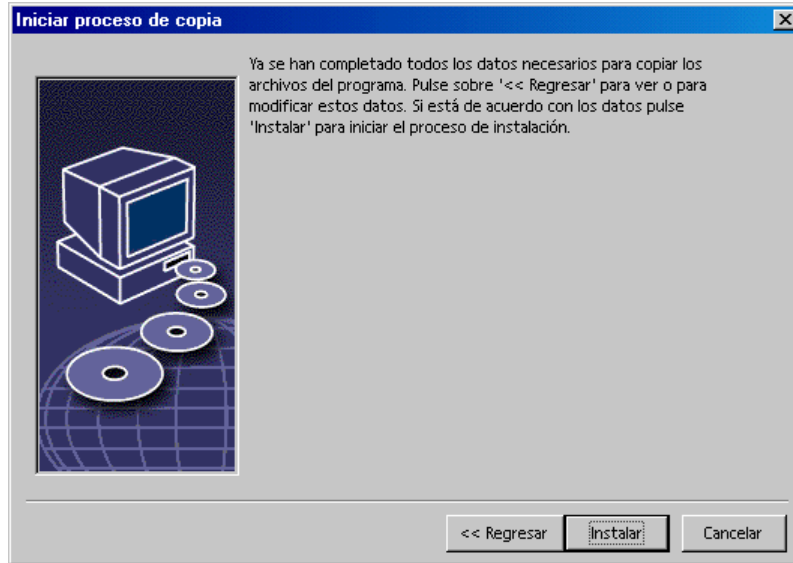 Iniciar proceso de copia
Ya se han completado todos los datos necesarios para copiar los
archivos del programa. Pulse sobre '<< Regresar' para ver o para
modificar estos datos. Si está de acuerdo con los datos pulse
'Instalar' para iniciar el proceso de instalación.
<< Regresar
Instalar
Cancelar